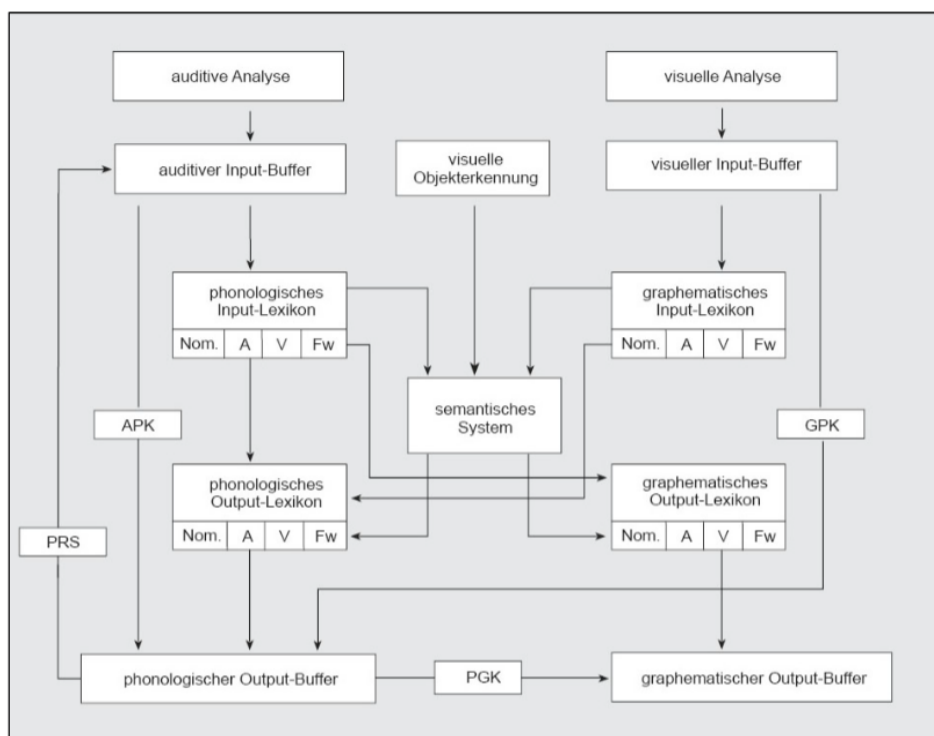 auditive Analyse
visuelle Analyse
auditiver Input-Buffer
visuelle
Objekterkennung
visueller Input-Buffer
phonologisches
Input-Lexikon
Nom. A V Fw
graphematisches
Input-Lexikon
Nom. A V Fw
semantisches
System
APK
GPK
phonologisches
Output-Lexikon
Nom. A V Fw
graphematisches
Output-Lexikon
Nom. A V Fw
PRS
phonologischer Output-Buffer
PGK
graphematischer Output-Buffer